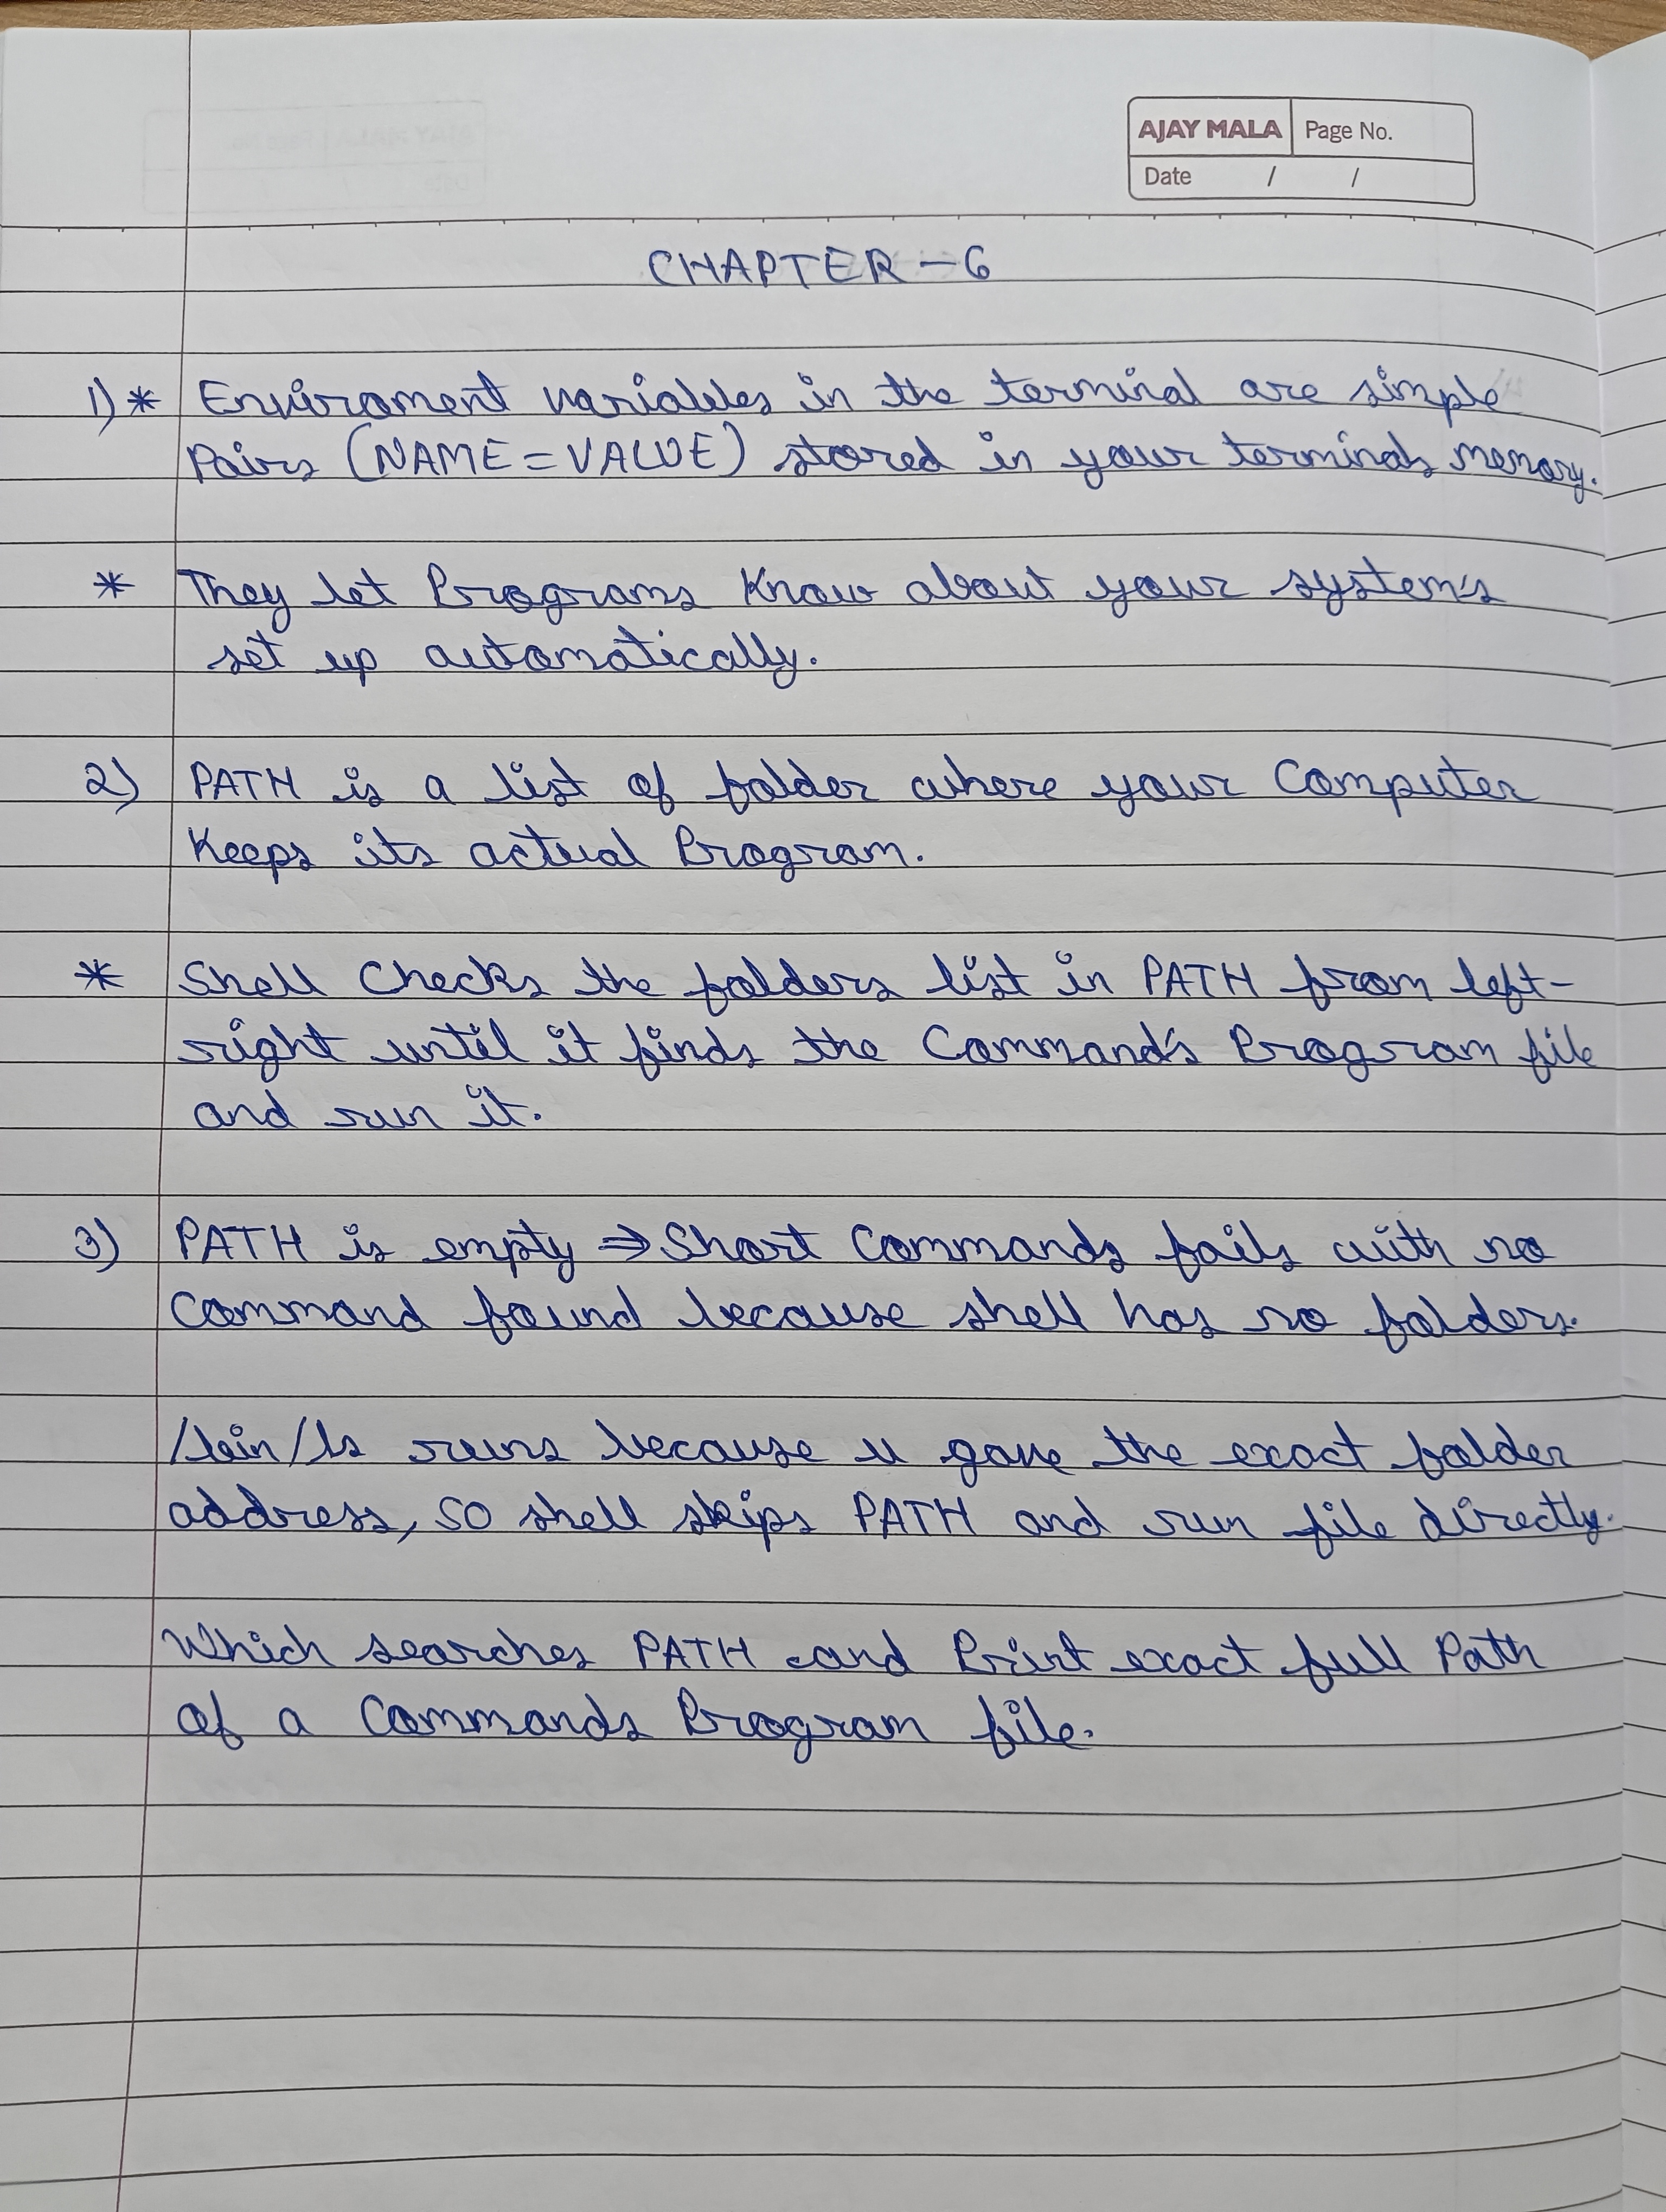 AJAY MALA Page No.
Date / /
CHAPTER - 6
1) * Enviroment variables in the terminal are simple
Pairs (NAME = VALUE) stored in your terminals memory.
* They let Programs Know about your system's
set up automatically.
2) PATH is a list of folder where your Computer
Keeps its actual Program.
* Shell Checks the folders list in PATH from left-
right until it finds the Command's Program file
and run it.
3) PATH is empty ⇒ Short Commands fails with no
Command found because shell has no folders.
/bin/ls runs because u gave the exact folder
address, so shell skips PATH and run file directly.
Which searches PATH and Print exact full Path
of a Commands Program file.